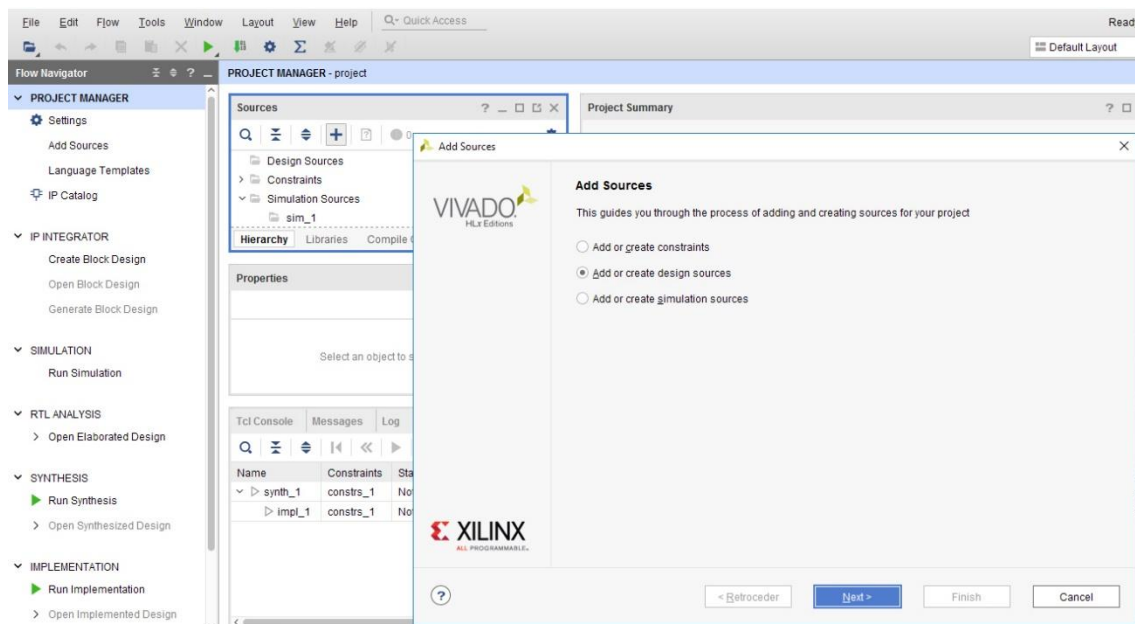 File Edit Flow Tools Window Layout View Help Quick Access
Read
Default Layout
Flow Navigator
PROJECT MANAGER
Settings
Add Sources
Language Templates
IP Catalog
IP INTEGRATOR
Create Block Design
Open Block Design
Generate Block Design
SIMULATION
Run Simulation
RTL ANALYSIS
Open Elaborated Design
SYNTHESIS
Run Synthesis
Open Synthesized Design
IMPLEMENTATION
Run Implementation
Open Implemented Design
PROJECT MANAGER - project
Sources
0
Design Sources
Constraints
Simulation Sources
sim_1
Hierarchy Libraries Compile
Properties
Select an object to s
Tcl Console Messages Log
Name Constraints Sta
synth_1 constrs_1 No
impl_1 constrs_1 No
Project Summary
Add Sources
VIVADO
HLx Editions
Add Sources
This guides you through the process of adding and creating sources for your project
Add or create constraints
Add or create design sources
Add or create simulation sources
XILINX
ALL PROGRAMMABLE.
< Retroceder Next > Finish Cancel